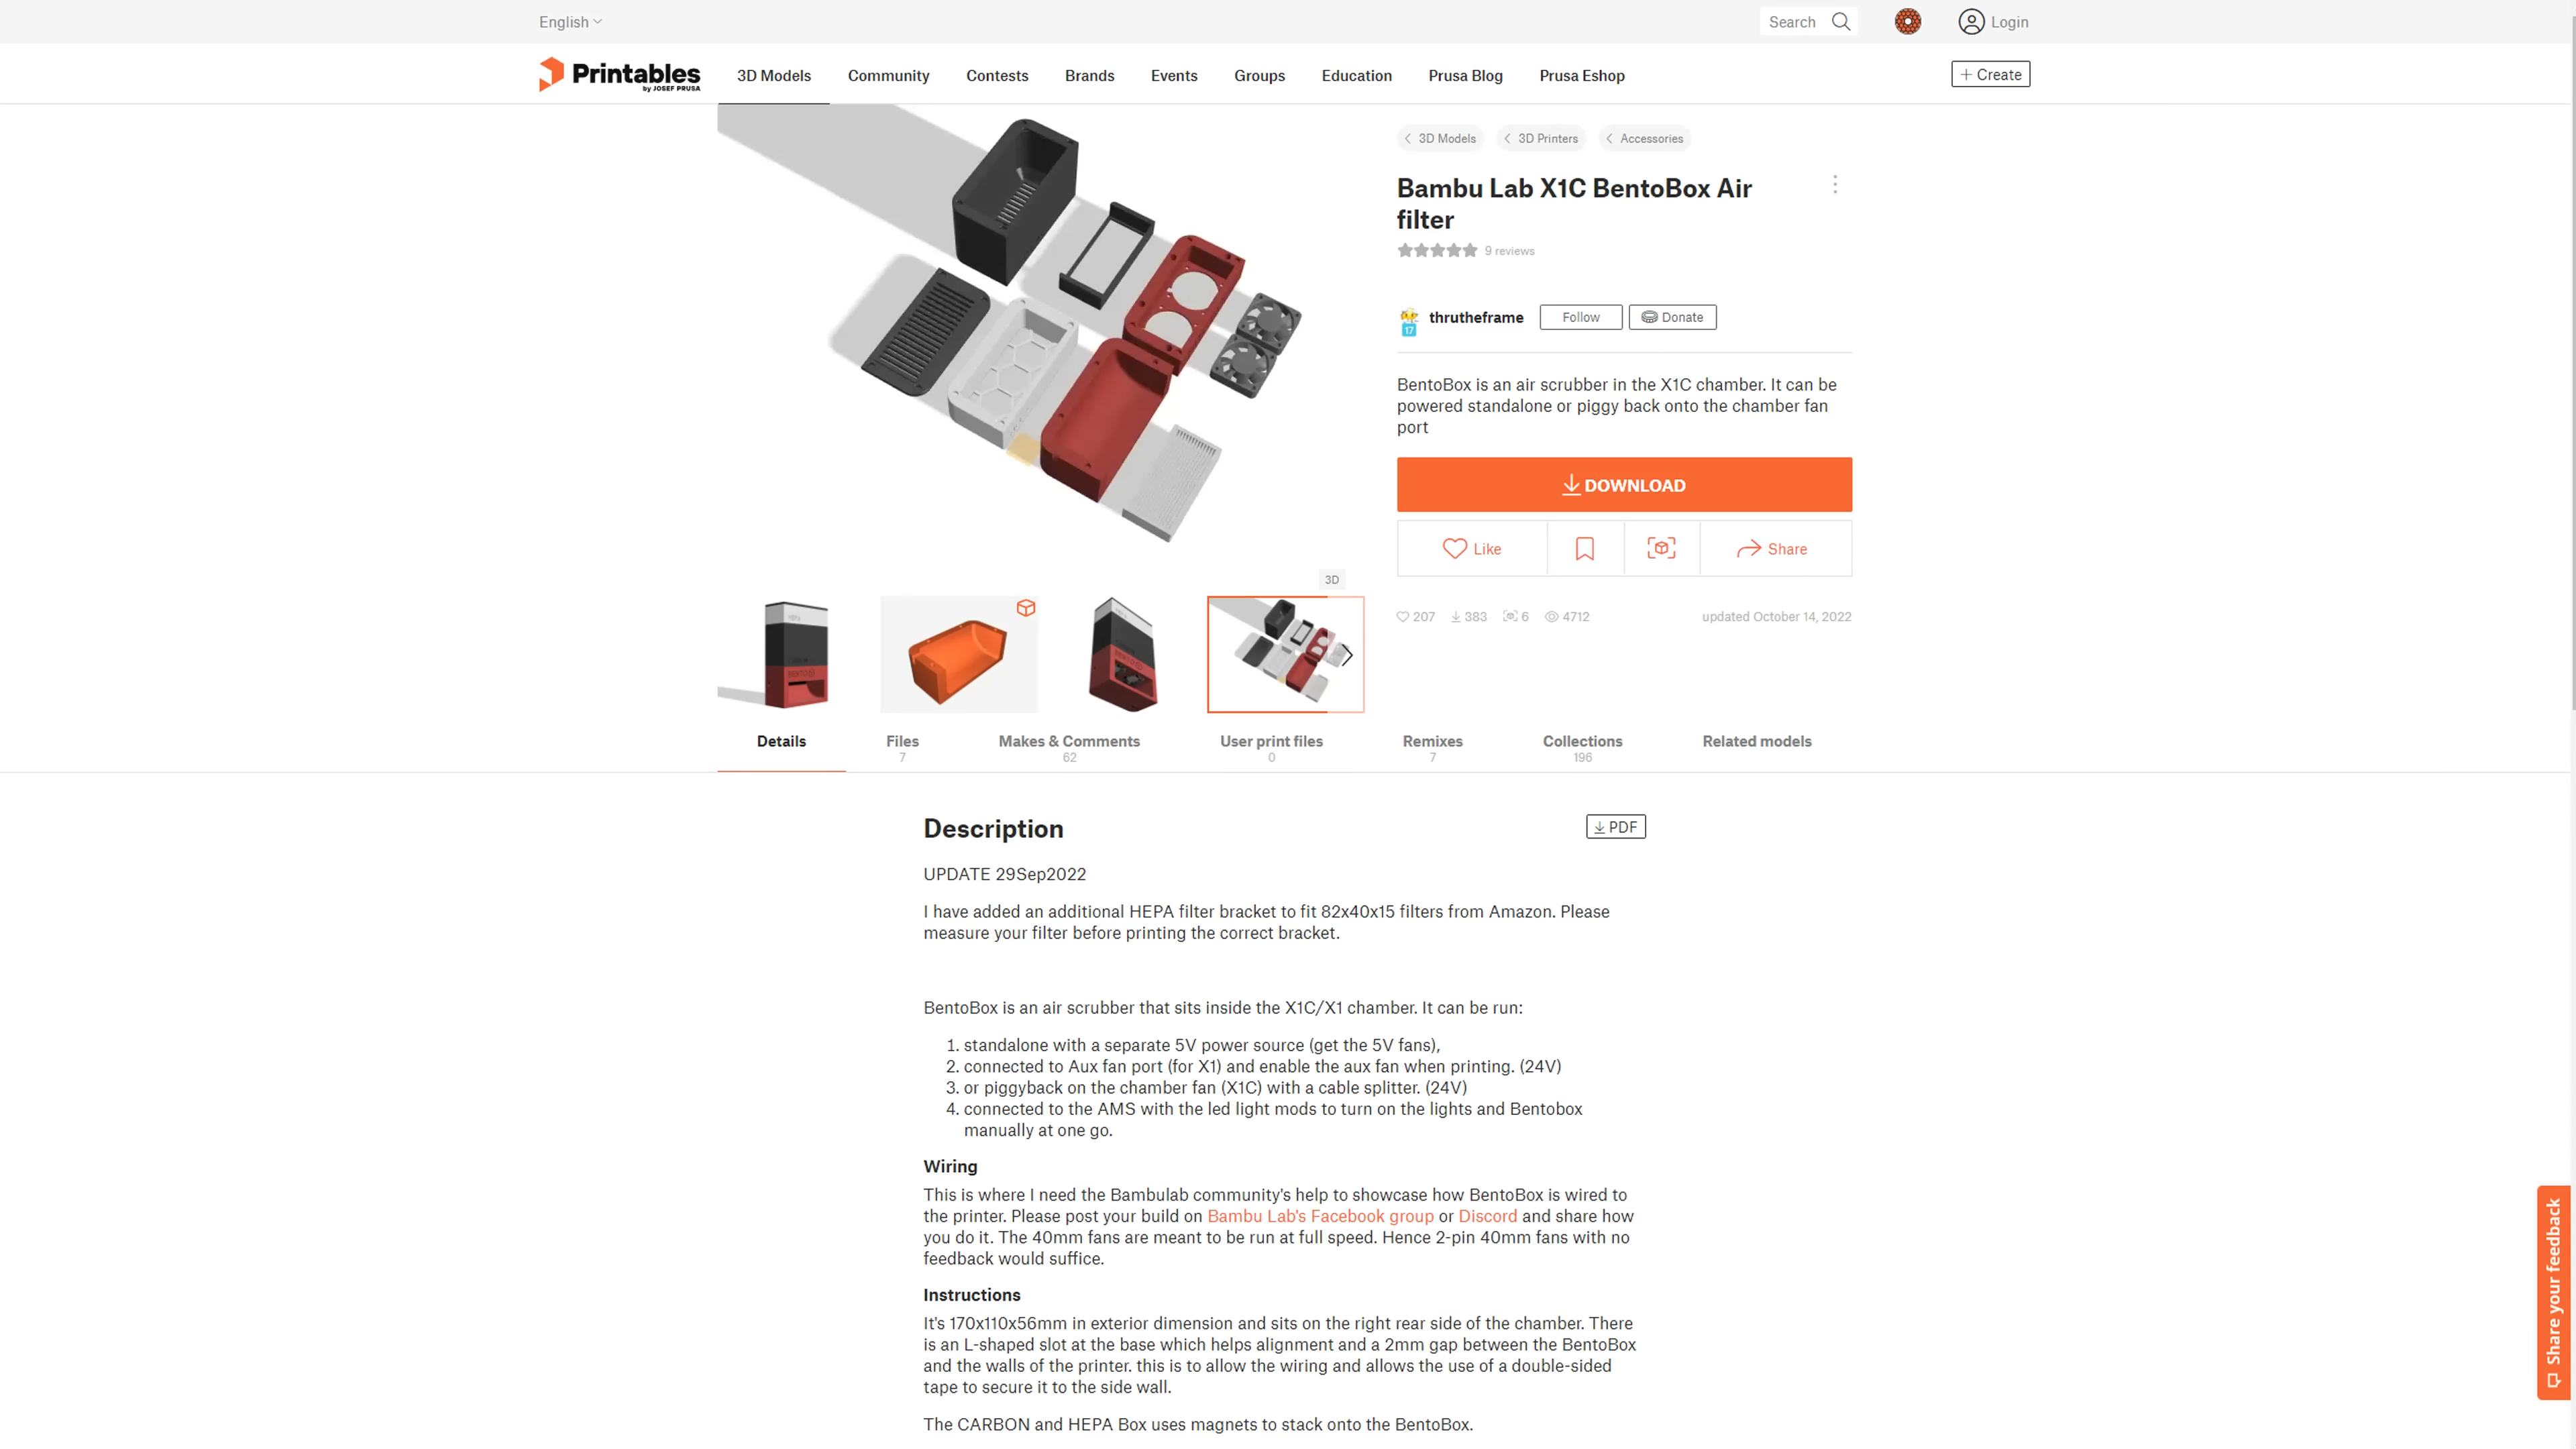 English
Search
Login
Printables
by JOSEF PRUSA
3D Models
Community
Contests
Brands
Events
Groups
Education
Prusa Blog
Prusa Eshop
+ Create
3D Models
3D Printers
Accessories
Bambu Lab X1C BentoBox Air
filter
9 reviews
17
thrutheframe
Follow
Donate
BentoBox is an air scrubber in the X1C chamber. It can be
powered standalone or piggy back onto the chamber fan
port
DOWNLOAD
Like
Share
3D
207
383
6
4712
updated October 14, 2022
BENTO
Details
Files
7
Makes & Comments
62
User print files
0
Remixes
7
Collections
196
Related models
Description
PDF
UPDATE 29Sep2022
I have added an additional HEPA filter bracket to fit 82x40x15 filters from Amazon. Please
measure your filter before printing the correct bracket.
BentoBox is an air scrubber that sits inside the X1C/X1 chamber. It can be run:
1. standalone with a separate 5V power source (get the 5V fans),
2. connected to Aux fan port (for X1) and enable the aux fan when printing. (24V)
3. or piggyback on the chamber fan (X1C) with a cable splitter. (24V)
4. connected to the AMS with the led light mods to turn on the lights and Bentobox
manually at one go.
Wiring
This is where I need the Bambulab community's help to showcase how BentoBox is wired to
the printer. Please post your build on Bambu Lab's Facebook group or Discord and share how
you do it. The 40mm fans are meant to be run at full speed. Hence 2-pin 40mm fans with no
feedback would suffice.
Instructions
It's 170x110x56mm in exterior dimension and sits on the right rear side of the chamber. There
is an L-shaped slot at the base which helps alignment and a 2mm gap between the BentoBox
and the walls of the printer. this is to allow the wiring and allows the use of a double-sided
tape to secure it to the side wall.
The CARBON and HEPA Box uses magnets to stack onto the BentoBox.
Share your feedback